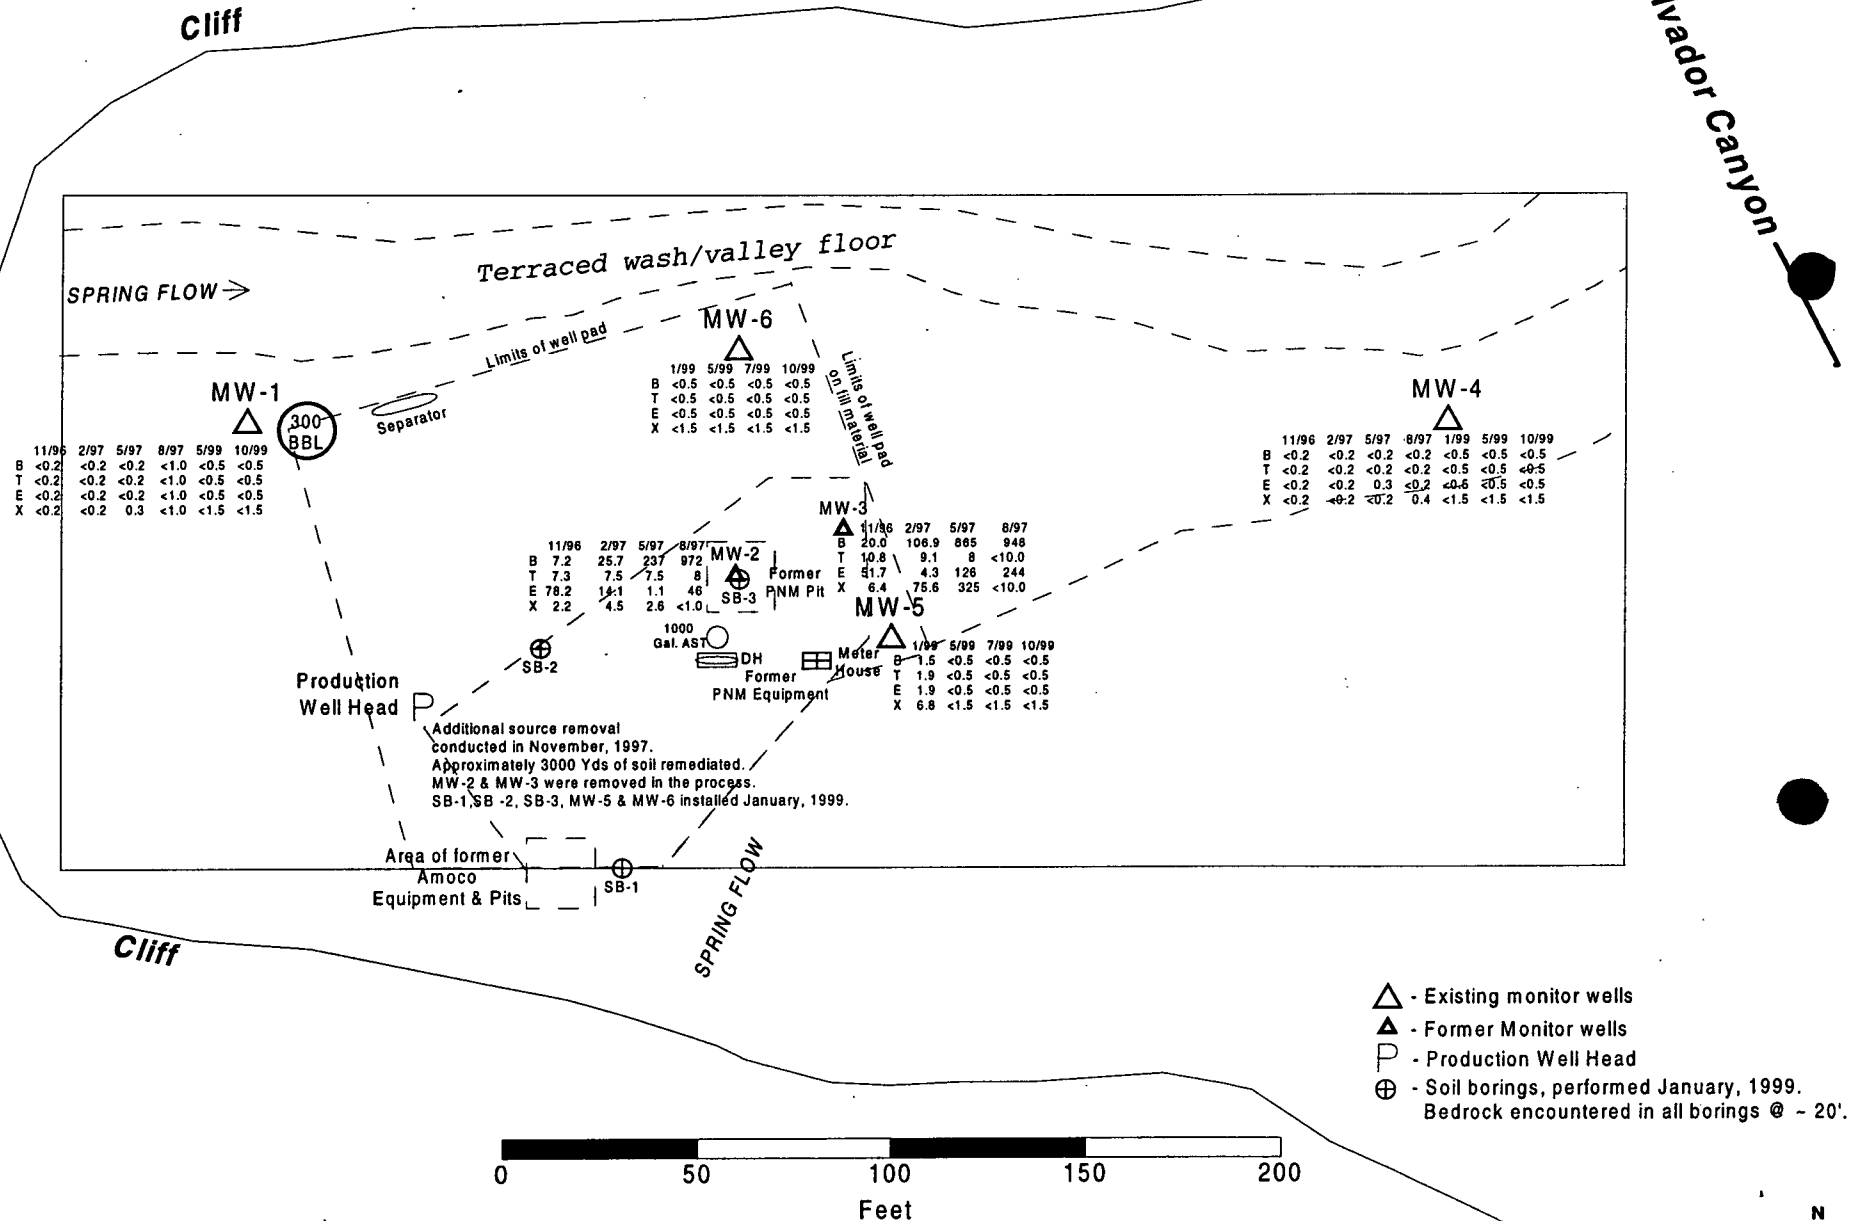 Cliff
lvador Canyon
Terraced wash/valley floor
SPRING FLOW
Limits of well pad
MW-6
1/99 5/99 7/99 10/99
B <0.5 <0.5 <0.5 <0.5
T <0.5 <0.5 <0.5 <0.5
E <0.5 <0.5 <0.5 <0.5
X <1.5 <1.5 <1.5 <1.5
Limits of well pad
on fill material
MW-1
300
BBL
Separator
11/96 2/97 5/97 8/97 5/99 10/99
B <0.2 <0.2 <0.2 <1.0 <0.5 <0.5
T <0.2 <0.2 <0.2 <1.0 <0.5 <0.5
E <0.2 <0.2 <0.2 <1.0 <0.5 <0.5
X <0.2 <0.2 0.3 <1.0 <1.5 <1.5
MW-4
11/96 2/97 5/97 8/97 1/99 5/99 10/99
B <0.2 <0.2 <0.2 <0.2 <0.5 <0.5 <0.5
T <0.2 <0.2 <0.2 <0.2 <0.5 <0.5 <0.5
E <0.2 <0.2 0.3 <0.2 <0.5 <0.5 <0.5
X <0.2 <0.2 <0.2 0.4 <1.5 <1.5 <1.5
MW-3
11/96 2/97 5/97 8/97
B 20.0 106.9 865 948
T 10.8 9.1 8 <10.0
E 51.7 4.3 126 244
X 6.4 75.6 325 <10.0
11/96 2/97 5/97 8/97
B 7.2 25.7 237 972
T 7.3 7.5 7.5 8
E 78.2 14.1 1.1 46
X 2.2 4.5 2.6 <1.0
MW-2
SB-3
Former
PNM Pit
MW-5
1/99 5/99 7/99 10/99
B 1.5 <0.5 <0.5 <0.5
T 1.9 <0.5 <0.5 <0.5
E 1.9 <0.5 <0.5 <0.5
X 6.8 <1.5 <1.5 <1.5
1000
Gal. AST
DH
Meter
House
Former
PNM Equipment
SB-2
Production
Well Head
P
Additional source removal
conducted in November, 1997.
Approximately 3000 Yds of soil remediated.
MW-2 & MW-3 were removed in the process.
SB-1,SB -2, SB-3, MW-5 & MW-6 installed January, 1999.
Area of former
Amoco
Equipment & Pits
SB-1
SPRING FLOW
Cliff
- Existing monitor wells
- Former Monitor wells
P - Production Well Head
- Soil borings, performed January, 1999.
Bedrock encountered in all borings @ ~ 20'.
0 50 100 150 200
Feet
N